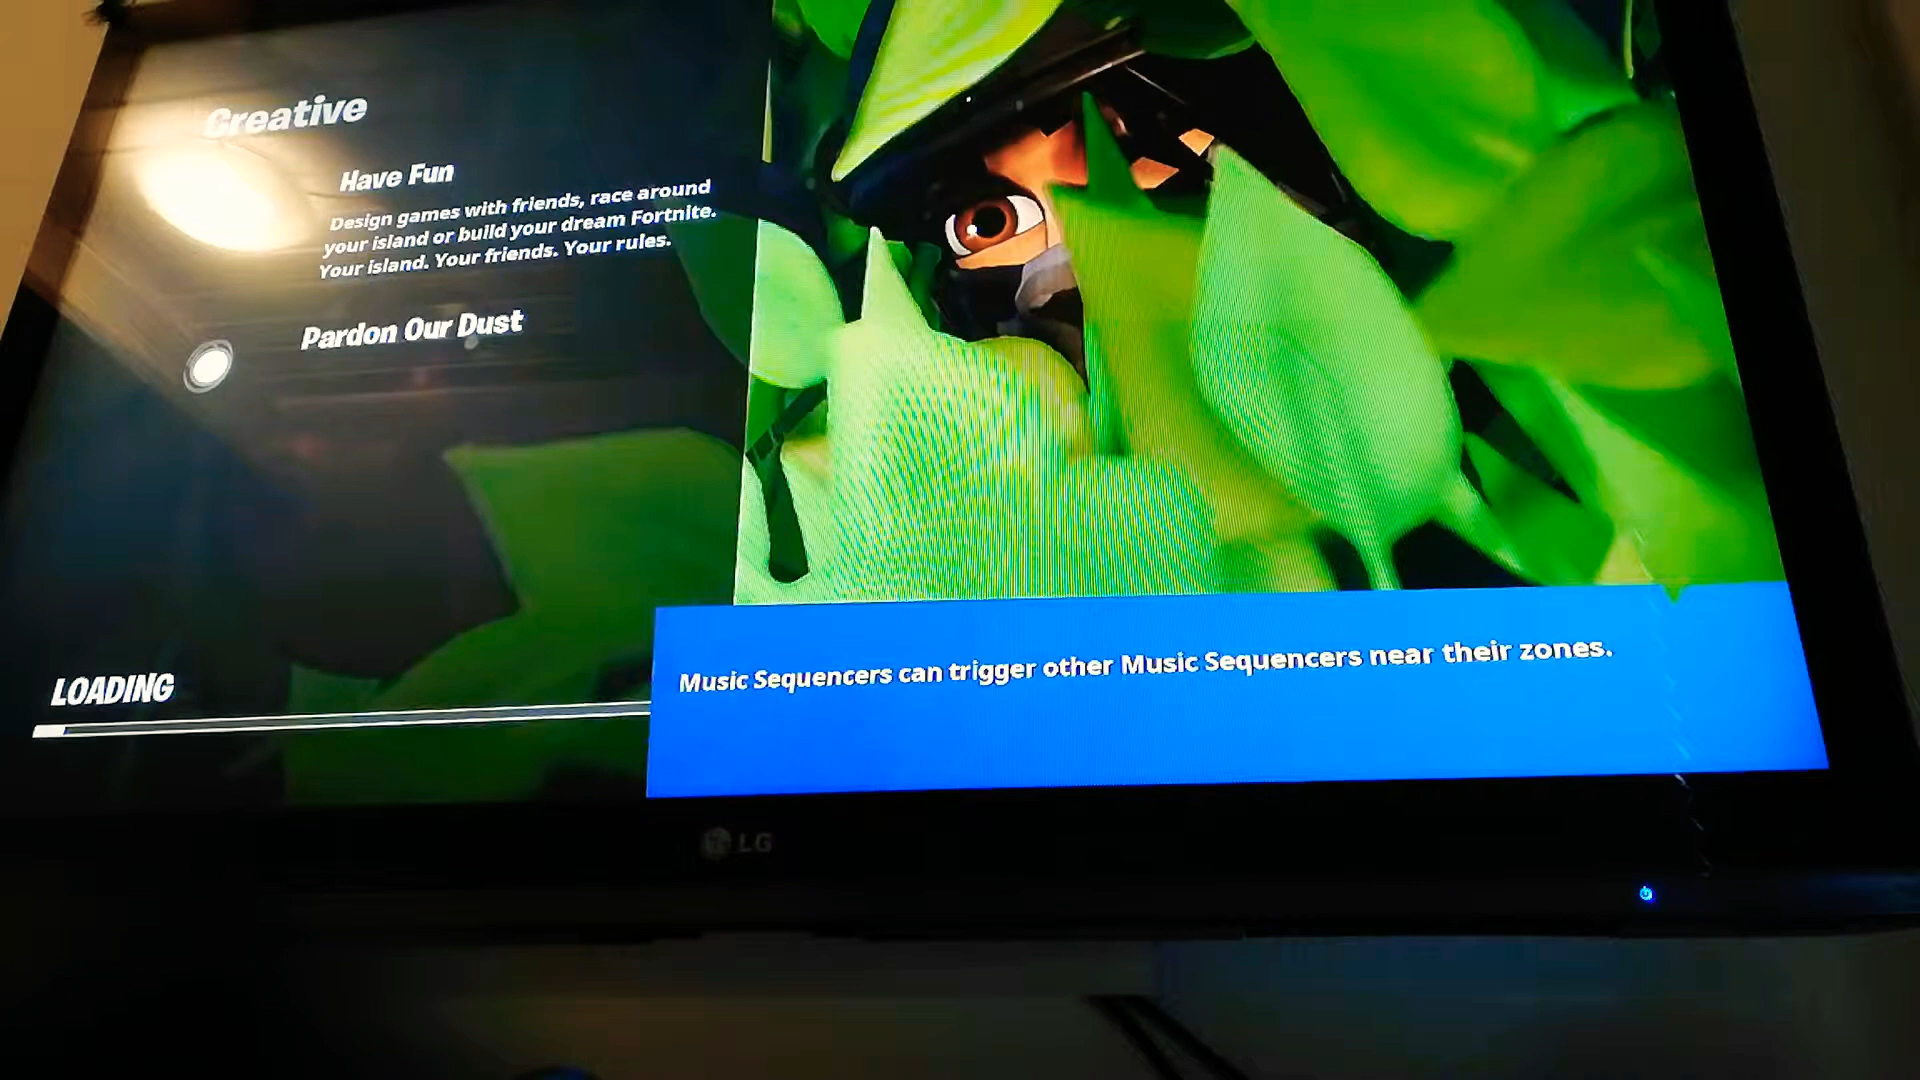 Creative
Have Fun
Design games with friends, race around
your island or build your dream Fortnite.
Your island. Your friends. Your rules.
Pardon Our Dust
LOADING
Music Sequencers can trigger other Music Sequencers near their zones.
LG